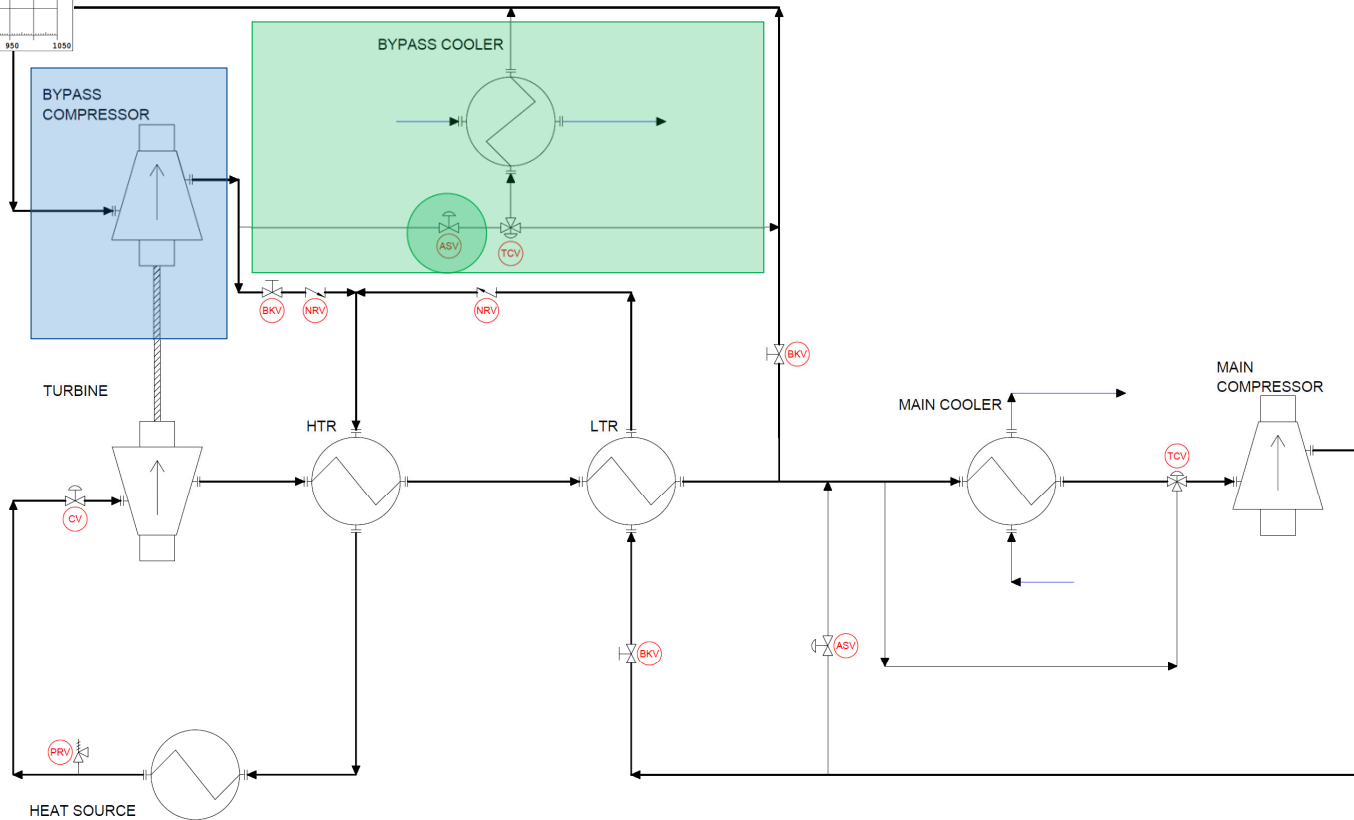 950 1050
BYPASS COOLER
BYPASS
COMPRESSOR
ASV
TCV
BKV
NRV
NRV
BKV
MAIN
COMPRESSOR
TURBINE
MAIN COOLER
HTR
LTR
TCV
CV
BKV
ASV
PRV
HEAT SOURCE